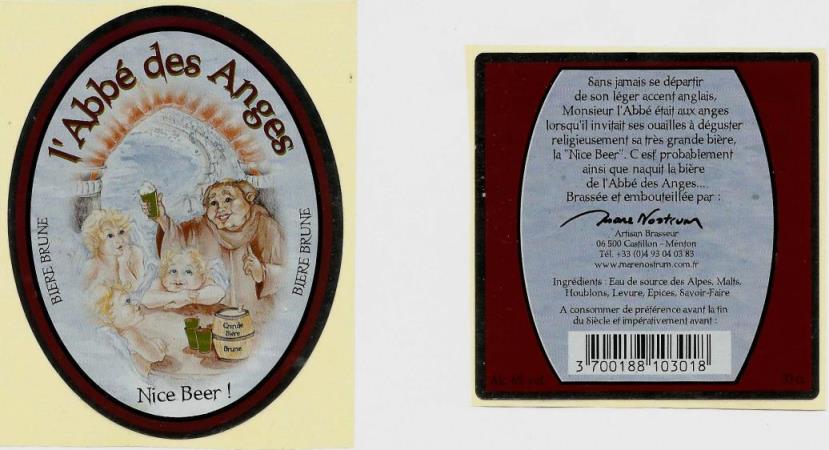 l'Abbé des Anges
BIERE BRUNE
BIERE BRUNE
Grande
Bière
Brune
Nice Beer !
Sans jamais se départir
de son léger accent anglais,
Monsieur l'Abbé était aux anges
lorsqu'il invitait ses ouailles à déguster
religieusement sa très grande bière,
la "Nice Beer". C'est probablement
ainsi que naquit la bière
de l'Abbé des Anges....
Brassée et embouteillée par :
Mare Nostrum
Artisan Brasseur
06 500 Castillon - Menton
Tél. +33 (0)4 93 04 03 83
www.marenostrum.com.fr
Ingrédients : Eau de source des Alpes, Malts,
Houblons, Levure, Epices, Savoir-Faire
A consommer de préférence avant la fin
du Siècle et impérativement avant :
3 700188 103018
Alc. 6% vol.